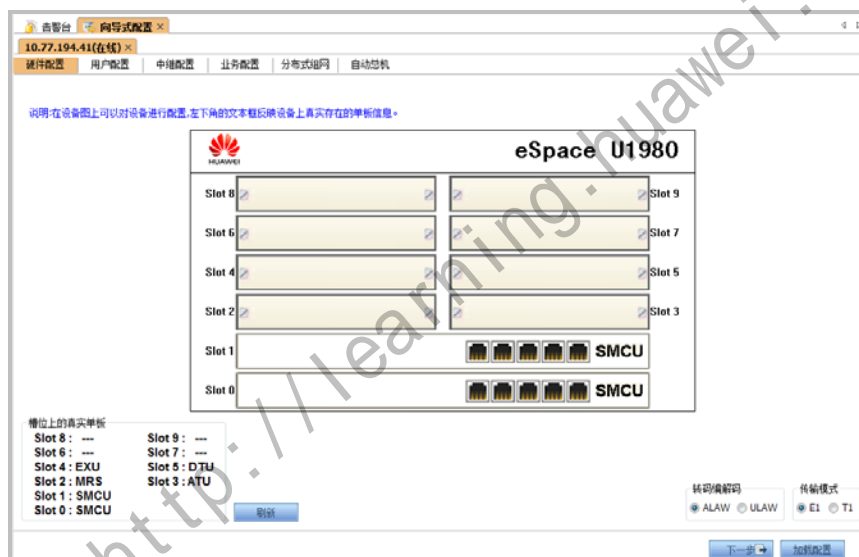 告警台 向导式配置 ×
10.77.194.41(在线) ×
硬件配置 用户配置 中继配置 业务配置 分布式组网 自动总机
说明:在设备图上可以对设备进行配置,左下角的文本框反映设备上真实存在的单板信息。
HUAWEI eSpace U1980
Slot 8 Slot 9
Slot 6 Slot 7
Slot 4 Slot 5
Slot 2 Slot 3
Slot 1 SMCU
Slot 0 SMCU
槽位上的真实单板
Slot 8 : --- Slot 9 : ---
Slot 6 : --- Slot 7 : ---
Slot 4 : EXU Slot 5 : DTU
Slot 2 : MRS Slot 3 : ATU
Slot 1 : SMCU
Slot 0 : SMCU
刷新
转码编解码 传输模式
ALAW ULAW E1 T1
下一步 加载配置
http://learning.huawei.